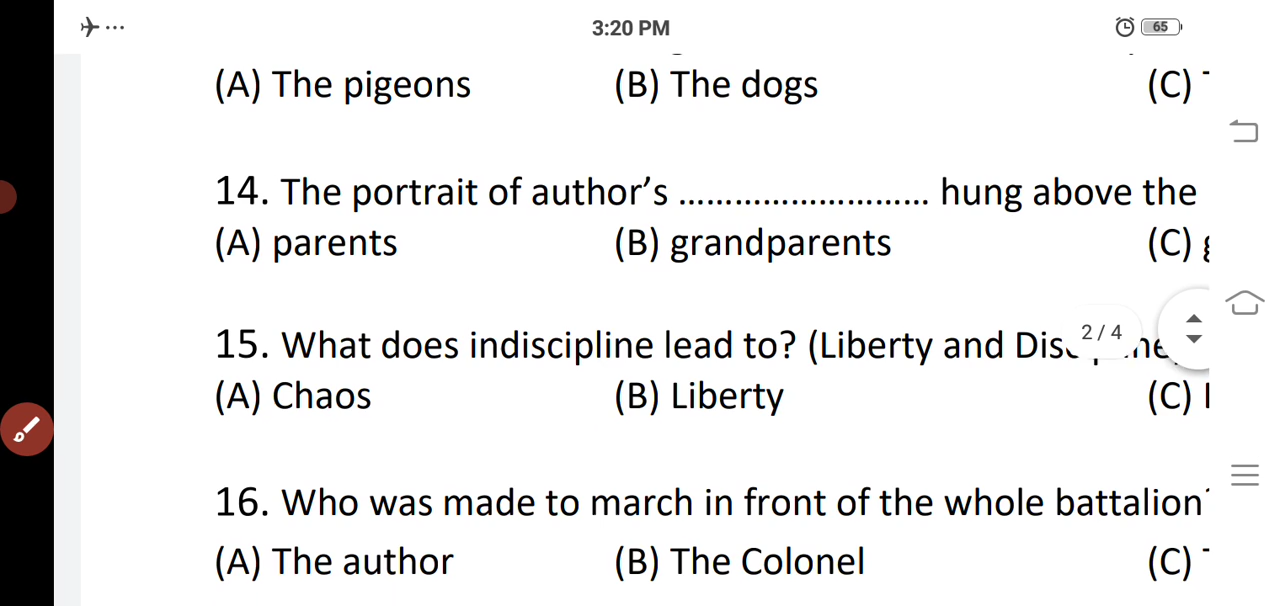 3:20 PM
65
(A) The pigeons (B) The dogs (C)
14. The portrait of author's ........................... hung above the
(A) parents (B) grandparents (C)
15. What does indiscipline lead to? (Liberty and
2 / 4
(A) Chaos (B) Liberty (C)
16. Who was made to march in front of the whole battalion
(A) The author (B) The Colonel (C)